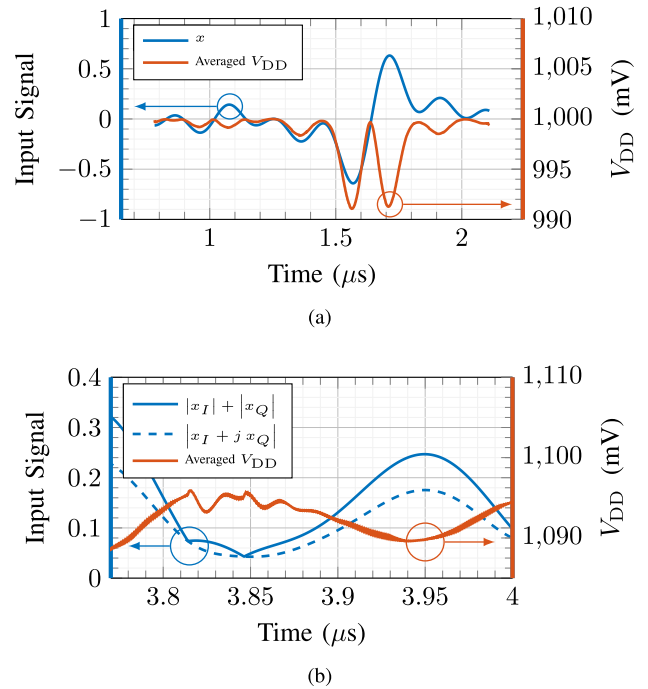 1
0.5
0
−0.5
−1
Input Signal
x
Averaged V_DD
1,010
1,005
1,000
995
990
V_DD (mV)
1 1.5 2
Time (μs)
(a)
0.4
0.3
0.2
0.1
0
Input Signal
|x_I| + |x_Q|
|x_I + j x_Q|
Averaged V_DD
1,110
1,100
1,090
V_DD (mV)
3.8 3.85 3.9 3.95 4
Time (μs)
(b)